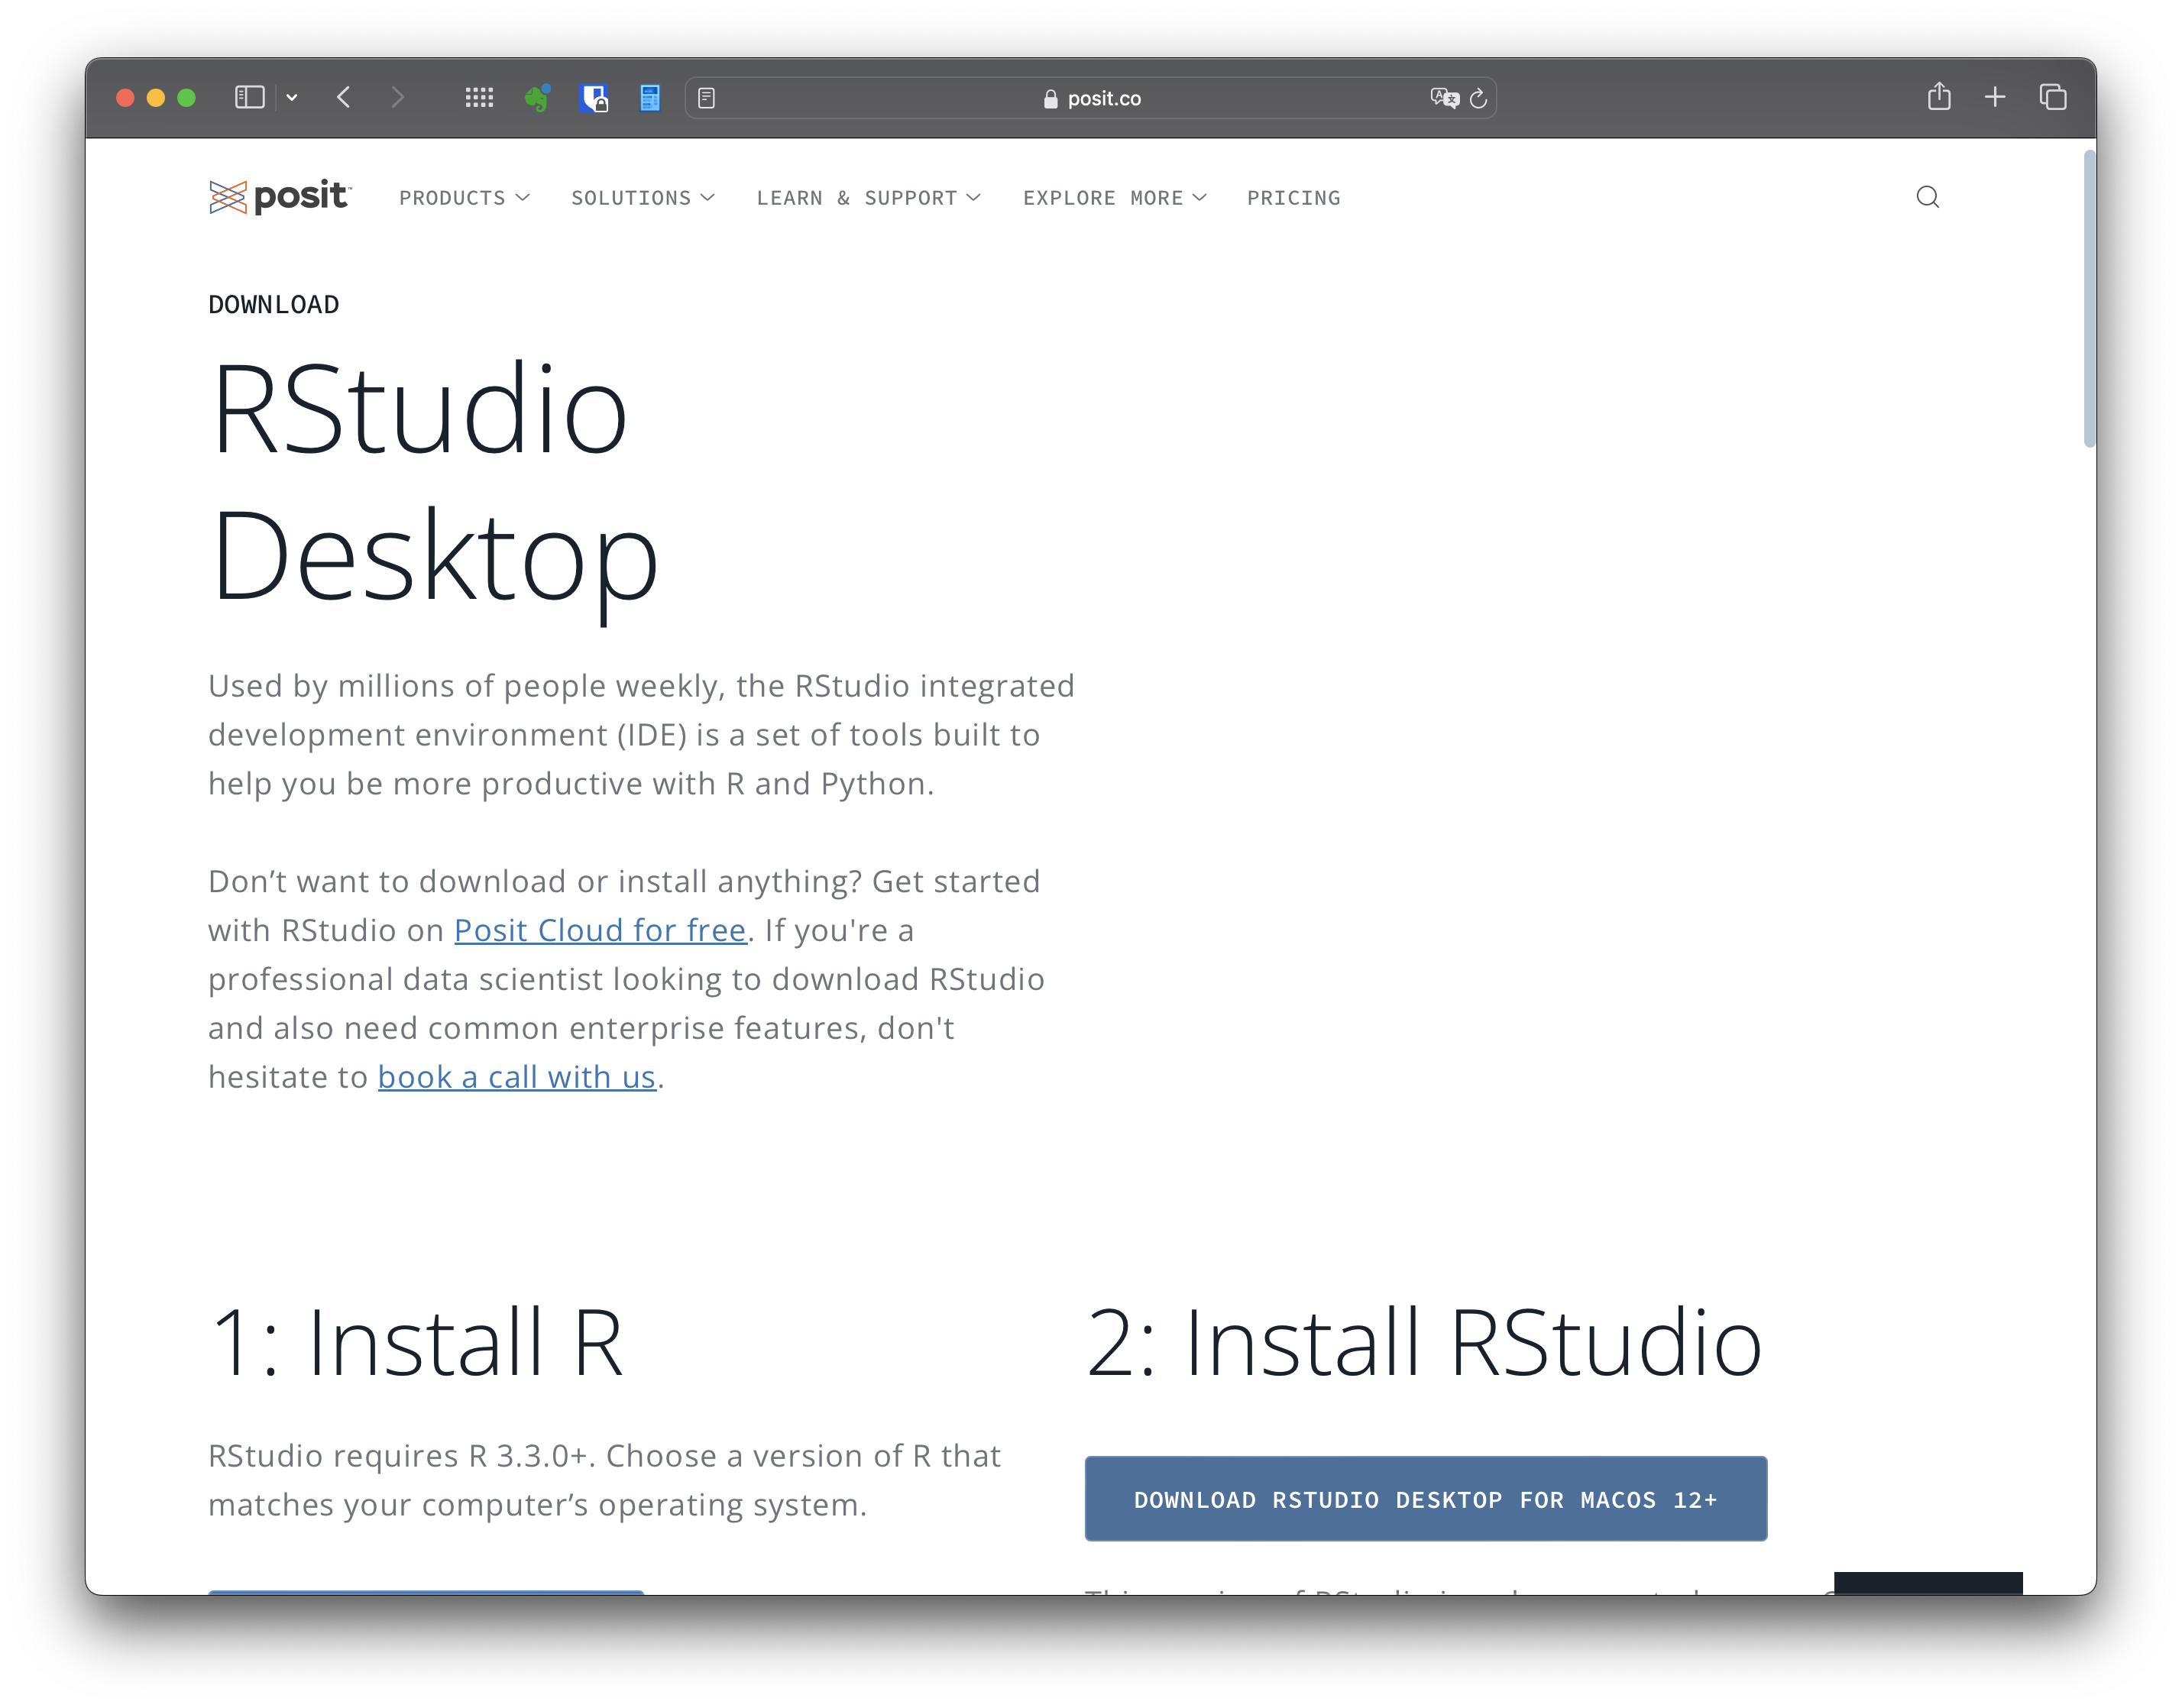 posit.co
posit™
PRODUCTS
SOLUTIONS
LEARN & SUPPORT
EXPLORE MORE
PRICING
DOWNLOAD
RStudio
Desktop
Used by millions of people weekly, the RStudio integrated
development environment (IDE) is a set of tools built to
help you be more productive with R and Python.
Don’t want to download or install anything? Get started
with RStudio on Posit Cloud for free. If you're a
professional data scientist looking to download RStudio
and also need common enterprise features, don't
hesitate to book a call with us.
1: Install R
RStudio requires R 3.3.0+. Choose a version of R that
matches your computer’s operating system.
2: Install RStudio
DOWNLOAD RSTUDIO DESKTOP FOR MACOS 12+